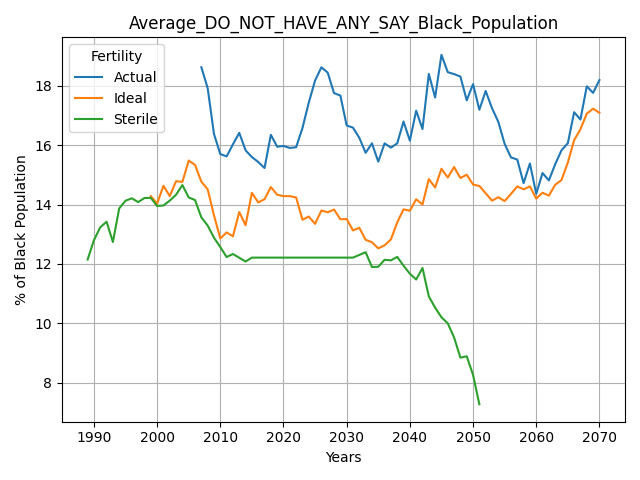 Average_DO_NOT_HAVE_ANY_SAY_Black_Population
Fertility
Actual
Ideal
Sterile
% of Black Population
18
16
14
12
10
8
1990 2000 2010 2020 2030 2040 2050 2060 2070
Years